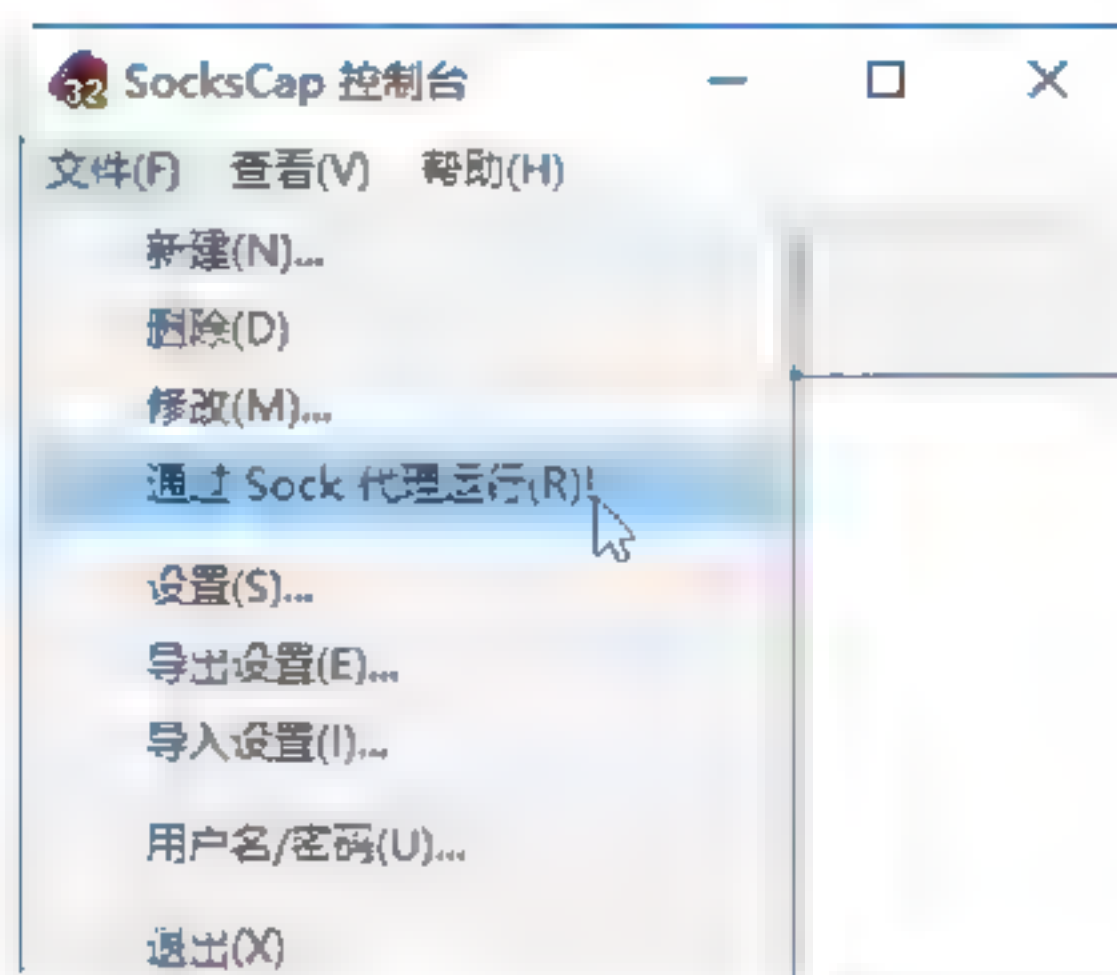 32 SocksCap 控制台
文件(F) 查看(V) 帮助(H)
新建(N)...
删除(D)
修改(M)...
通过 Sock 代理运行(R)!
设置(S)...
导出设置(E)...
导入设置(I)...
用户名/密码(U)...
退出(X)